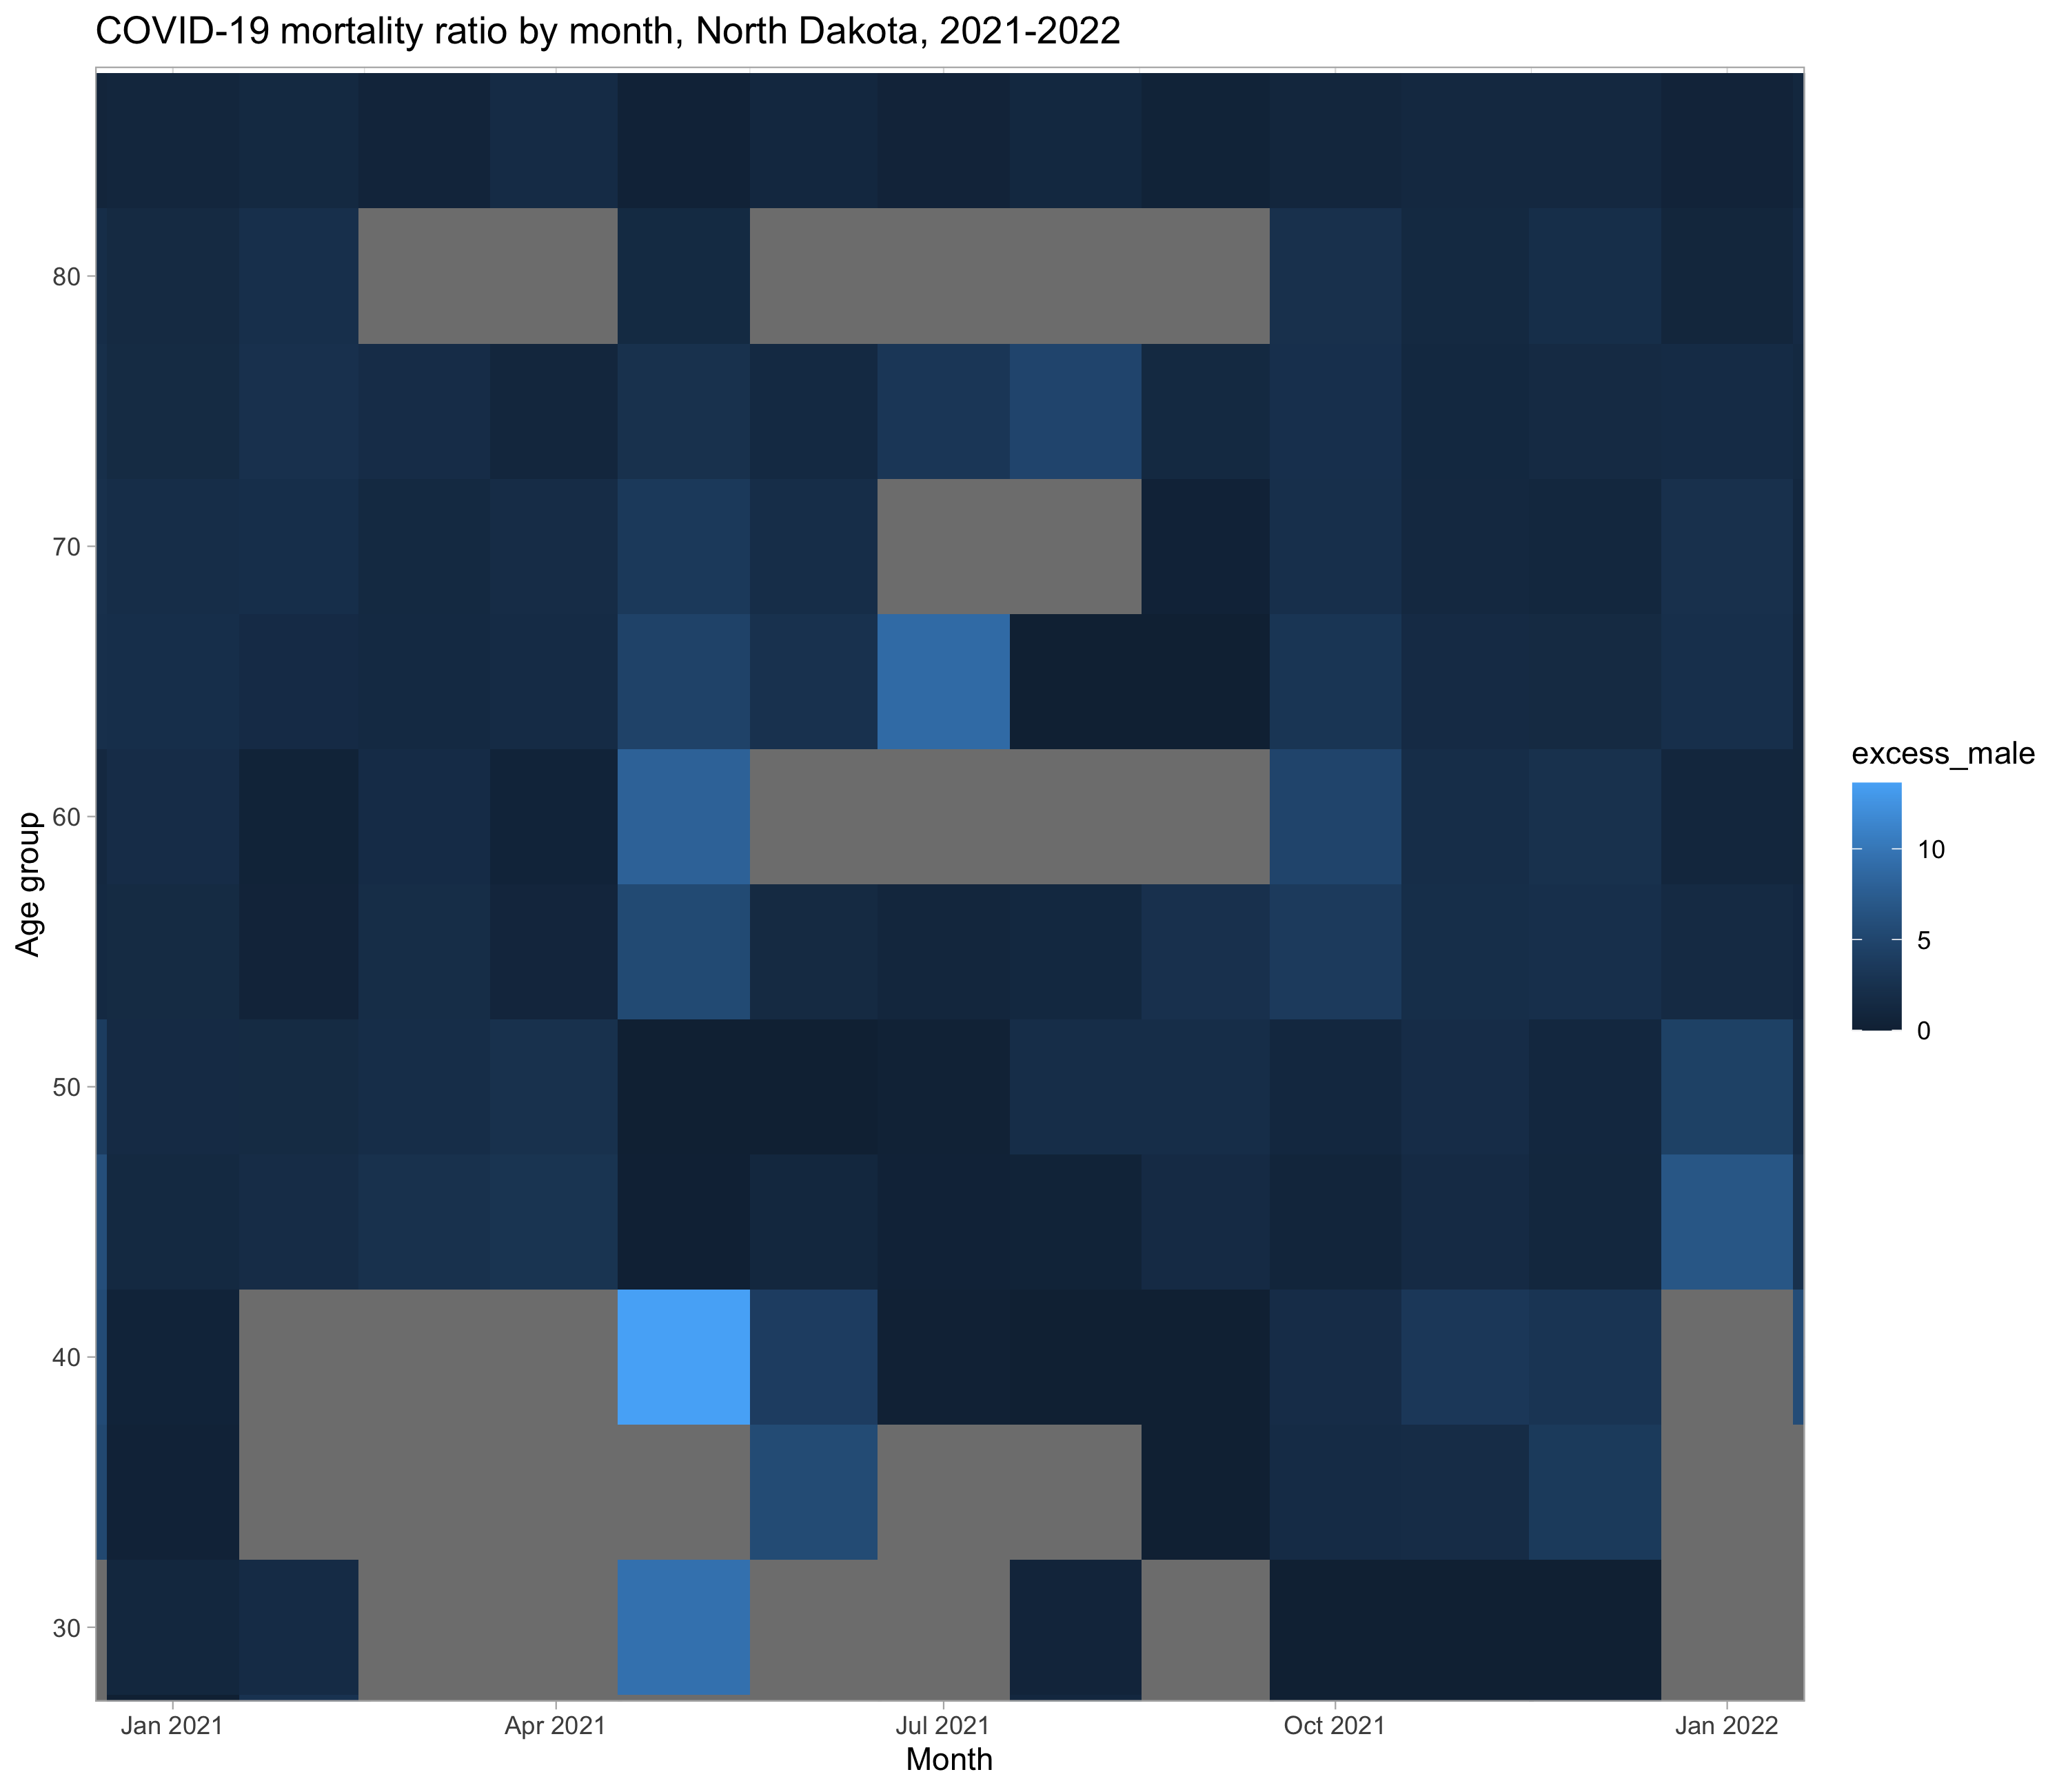 COVID-19 mortality ratio by month, North Dakota, 2021-2022
80
70
60
50
40
30
Age group
Jan 2021 Apr 2021 Jul 2021 Oct 2021 Jan 2022
Month
excess_male
10
5
0